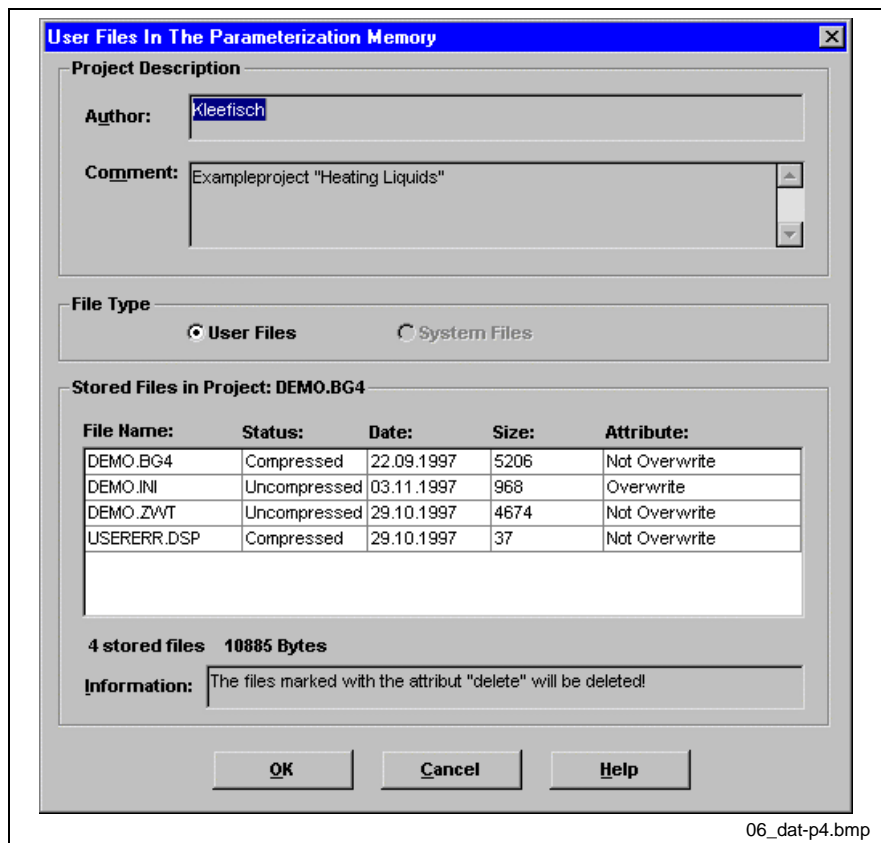 User Files In The Parameterization Memory
Project Description
Author: Kleefisch
Comment: Exampleproject "Heating Liquids"
File Type
User Files System Files
Stored Files in Project: DEMO.BG4
File Name: Status: Date: Size: Attribute:
DEMO.BG4 Compressed 22.09.1997 5206 Not Overwrite
DEMO.INI Uncompressed 03.11.1997 968 Overwrite
DEMO.ZWT Uncompressed 29.10.1997 4674 Not Overwrite
USERERR.DSP Compressed 29.10.1997 37 Not Overwrite
4 stored files 10885 Bytes
Information: The files marked with the attribut "delete" will be deleted!
OK Cancel Help
06_dat-p4.bmp